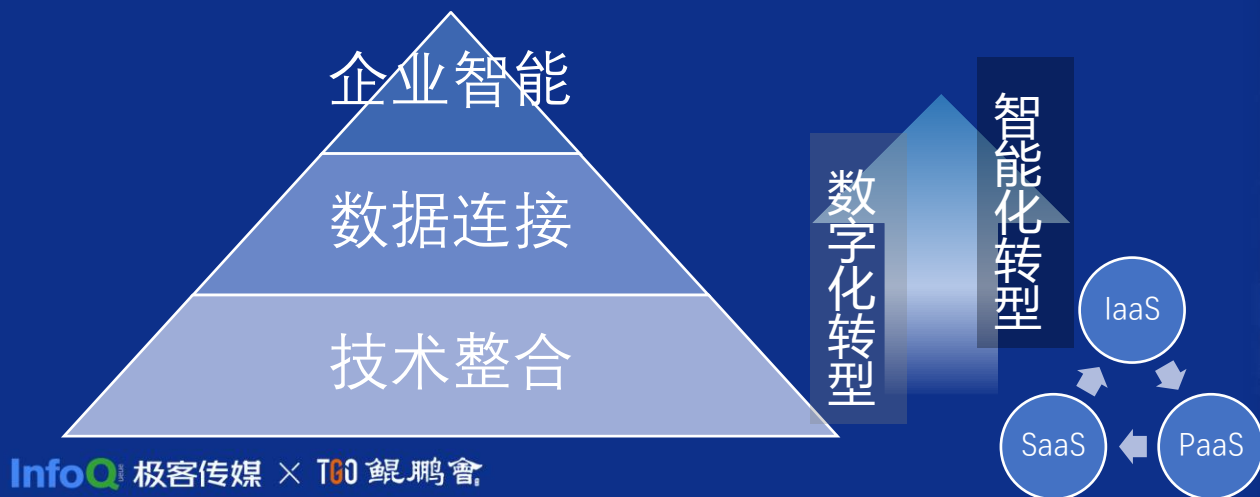 企业智能
数据连接
技术整合
数字化转型
智能化转型
IaaS
PaaS
SaaS
InfoQ 极客传媒 × TGO 鲲鹏會